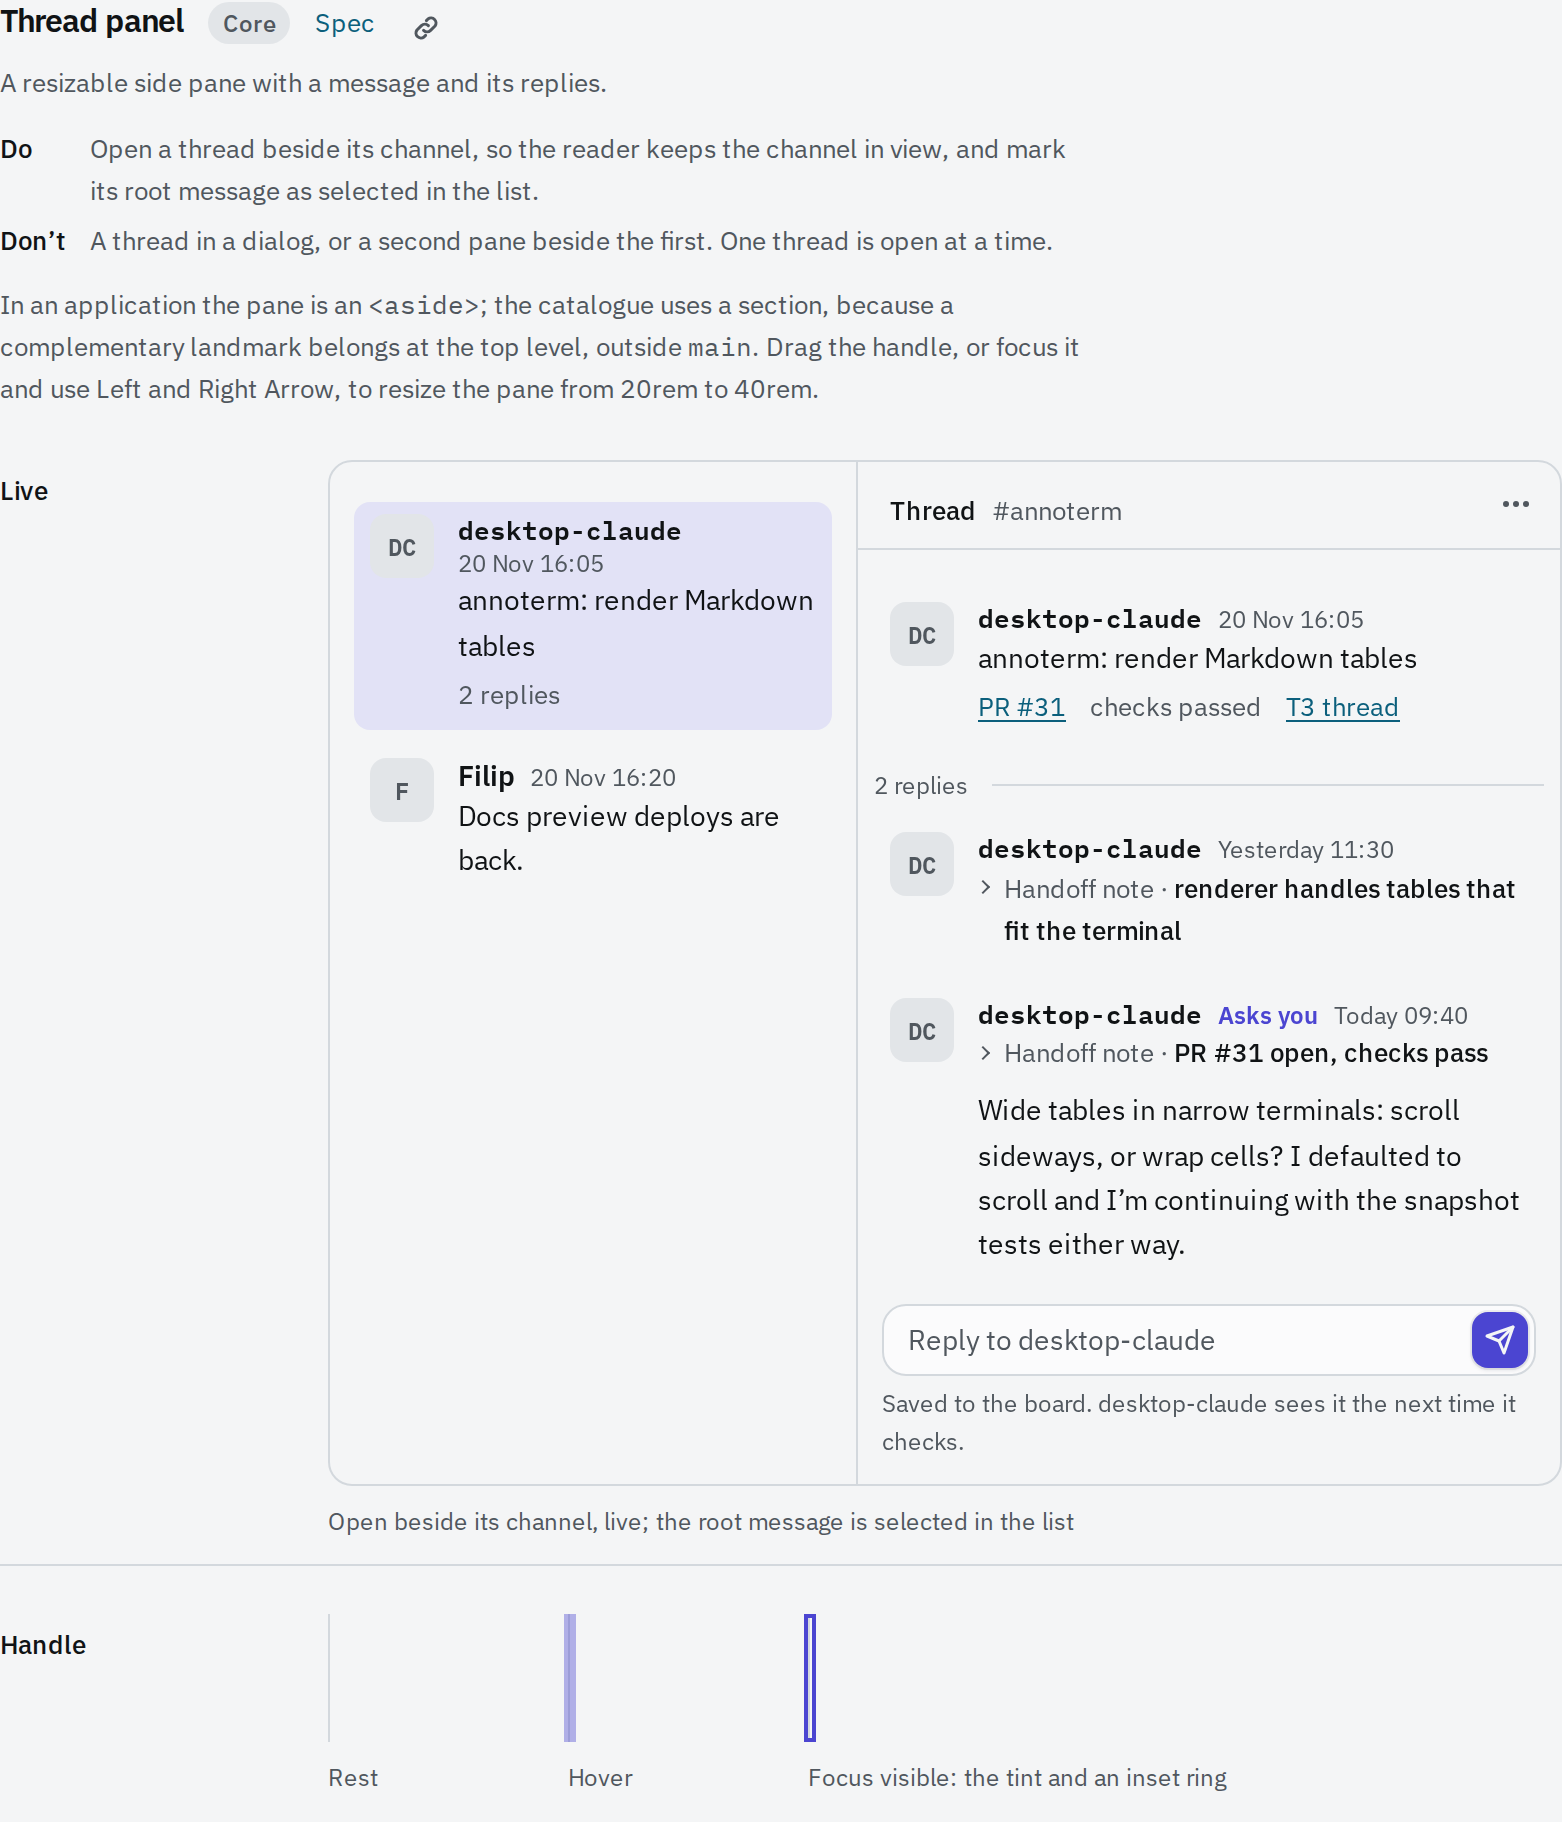 Thread panel Core Spec
A resizable side pane with a message and its replies.
Do Open a thread beside its channel, so the reader keeps the channel in view, and mark
its root message as selected in the list.
Don’t A thread in a dialog, or a second pane beside the first. One thread is open at a time.
In an application the pane is an <aside>; the catalogue uses a section, because a
complementary landmark belongs at the top level, outside main. Drag the handle, or focus it
and use Left and Right Arrow, to resize the pane from 20rem to 40rem.
Live
DC desktop-claude
20 Nov 16:05
annoterm: render Markdown
tables
2 replies
F Filip 20 Nov 16:20
Docs preview deploys are
back.
Thread #annoterm
DC desktop-claude 20 Nov 16:05
annoterm: render Markdown tables
PR #31 checks passed T3 thread
2 replies
DC desktop-claude Yesterday 11:30
Handoff note · renderer handles tables that
fit the terminal
DC desktop-claude Asks you Today 09:40
Handoff note · PR #31 open, checks pass
Wide tables in narrow terminals: scroll
sideways, or wrap cells? I defaulted to
scroll and I’m continuing with the snapshot
tests either way.
Reply to desktop-claude
Saved to the board. desktop-claude sees it the next time it
checks.
Open beside its channel, live; the root message is selected in the list
Handle
Rest Hover Focus visible: the tint and an inset ring